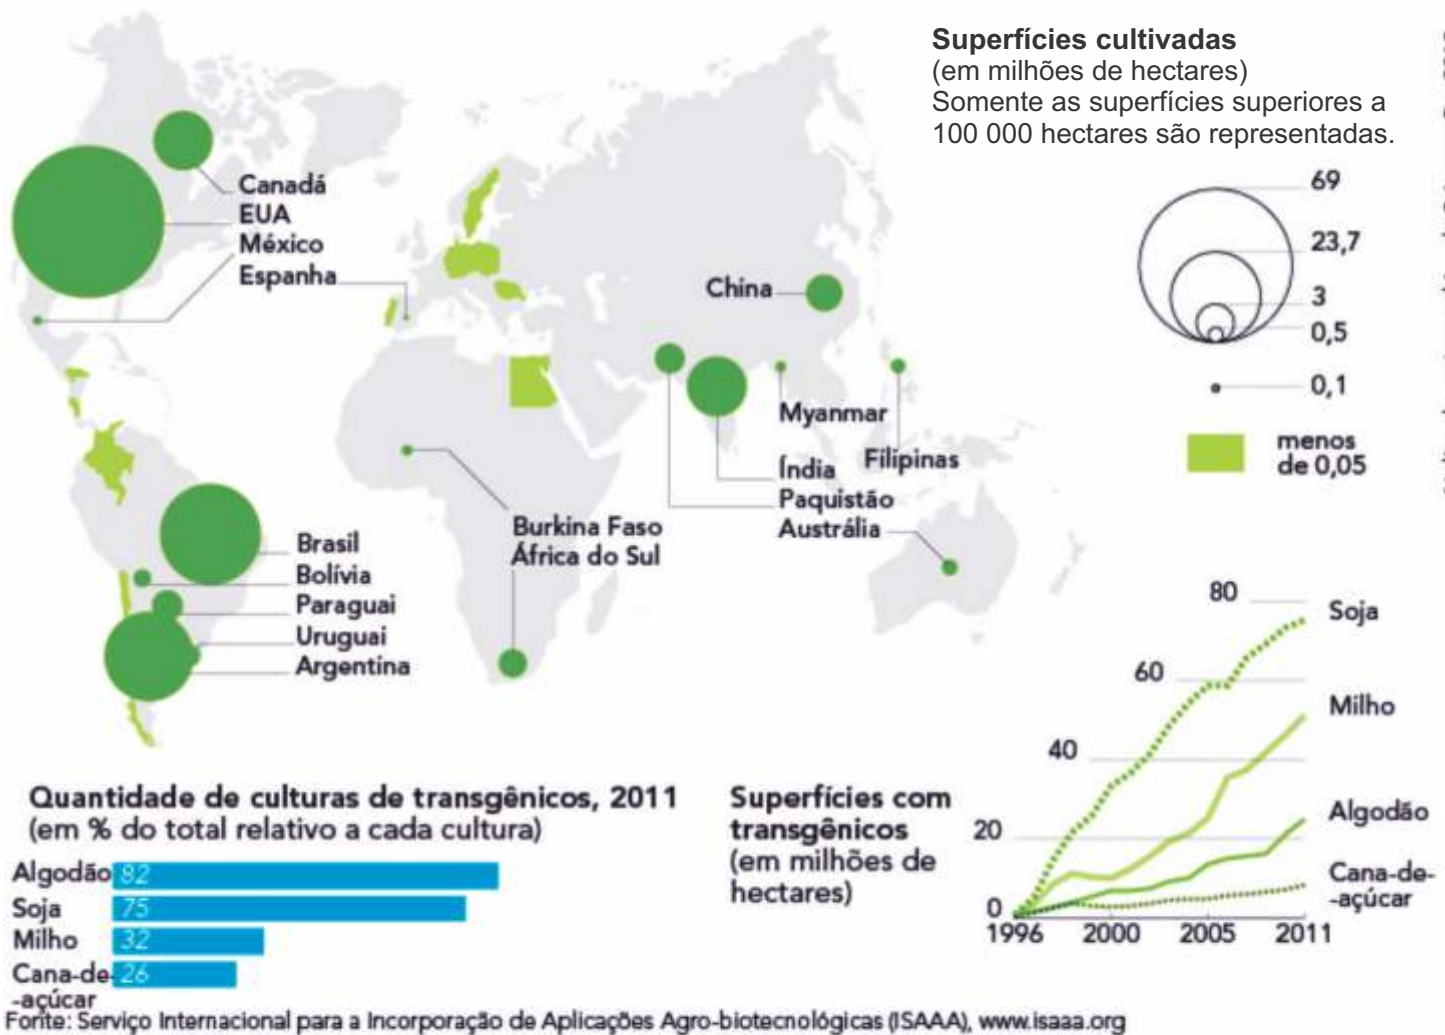 Superfícies cultivadas
(em milhões de hectares)
Somente as superfícies superiores a
100 000 hectares são representadas.
69
23,7
3
0,5
0,1
menos
de 0,05
Canadá
EUA
México
Espanha
China
Myanmar
Filipinas
Índia
Paquistão
Austrália
Burkina Faso
África do Sul
Brasil
Bolívia
Paraguai
Uruguai
Argentina
Quantidade de culturas de transgênicos, 2011
(em % do total relativo a cada cultura)
Algodão 82
Soja 75
Milho 32
Cana-de-
-açúcar 26
Superfícies com
transgênicos
(em milhões de
hectares)
80
60
40
20
0
1996 2000 2005 2011
Soja
Milho
Algodão
Cana-de-
-açúcar
Fonte: Serviço Internacional para a Incorporação de Aplicações Agro-biotecnológicas (ISAAA), www.isaaa.org